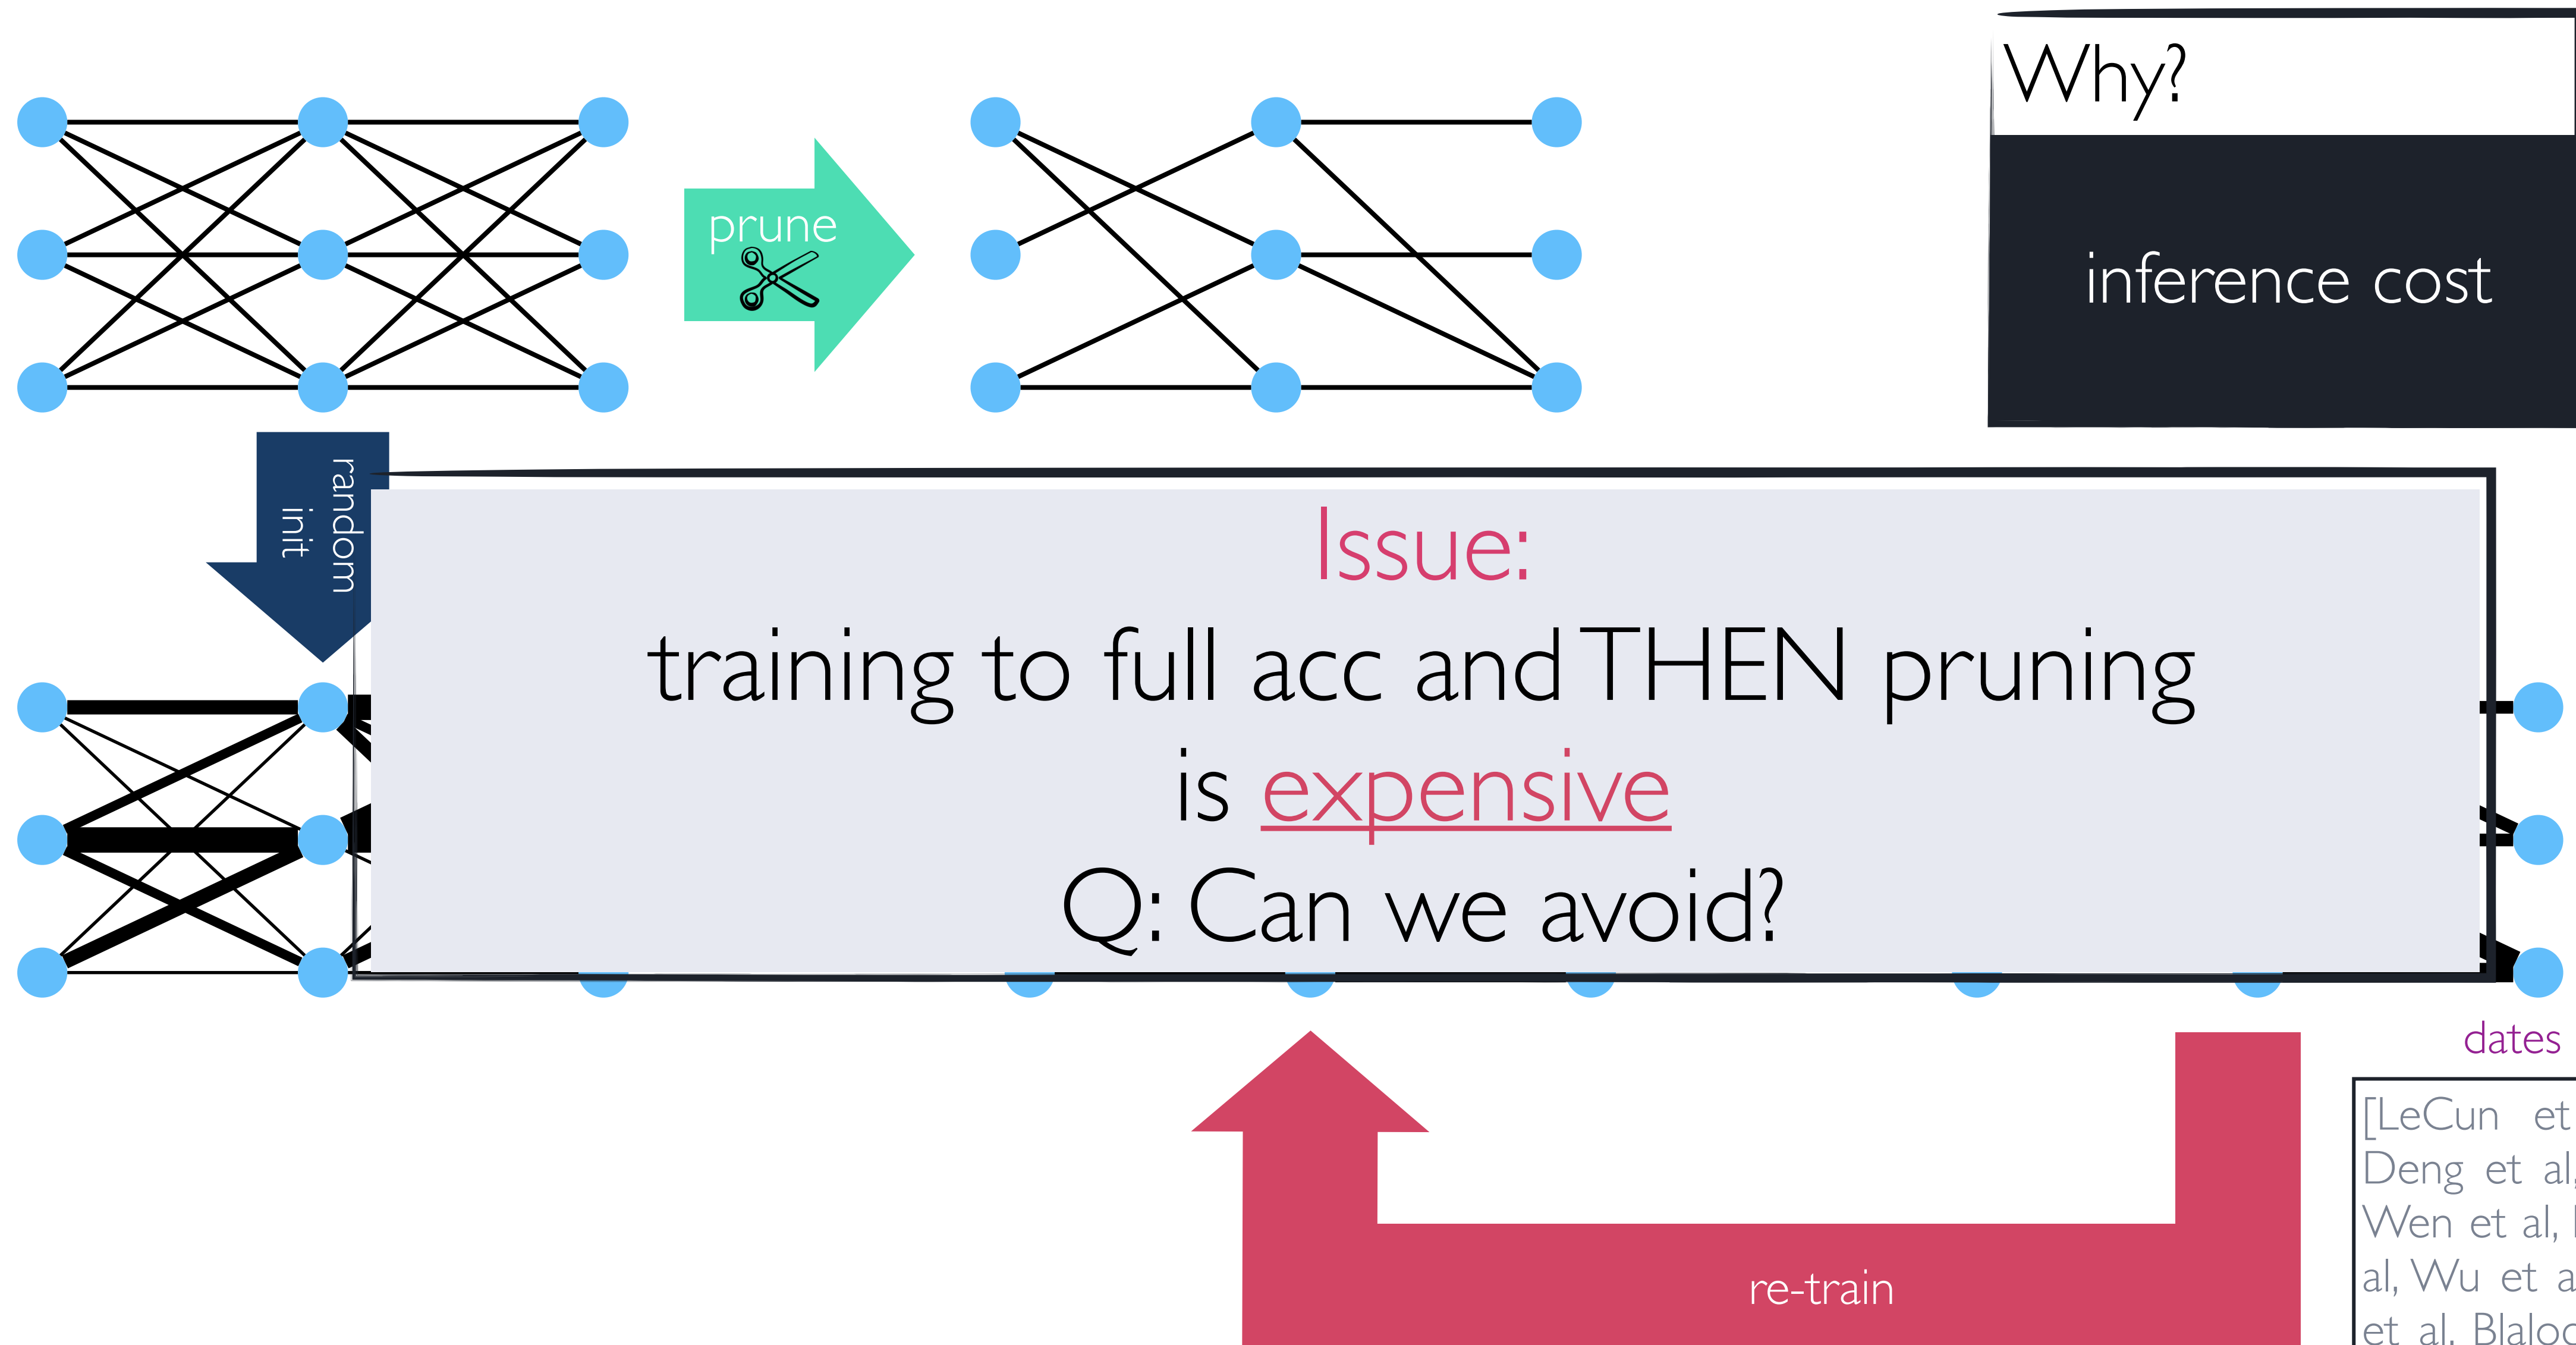 Why?
prune
inference cost
random
init
Issue:
training to full acc and THEN pruning
is expensive
Q: Can we avoid?
dates
[LeCun et
Deng et al,
Wen et al,
al, Wu et
et al. Blaloc
re-train